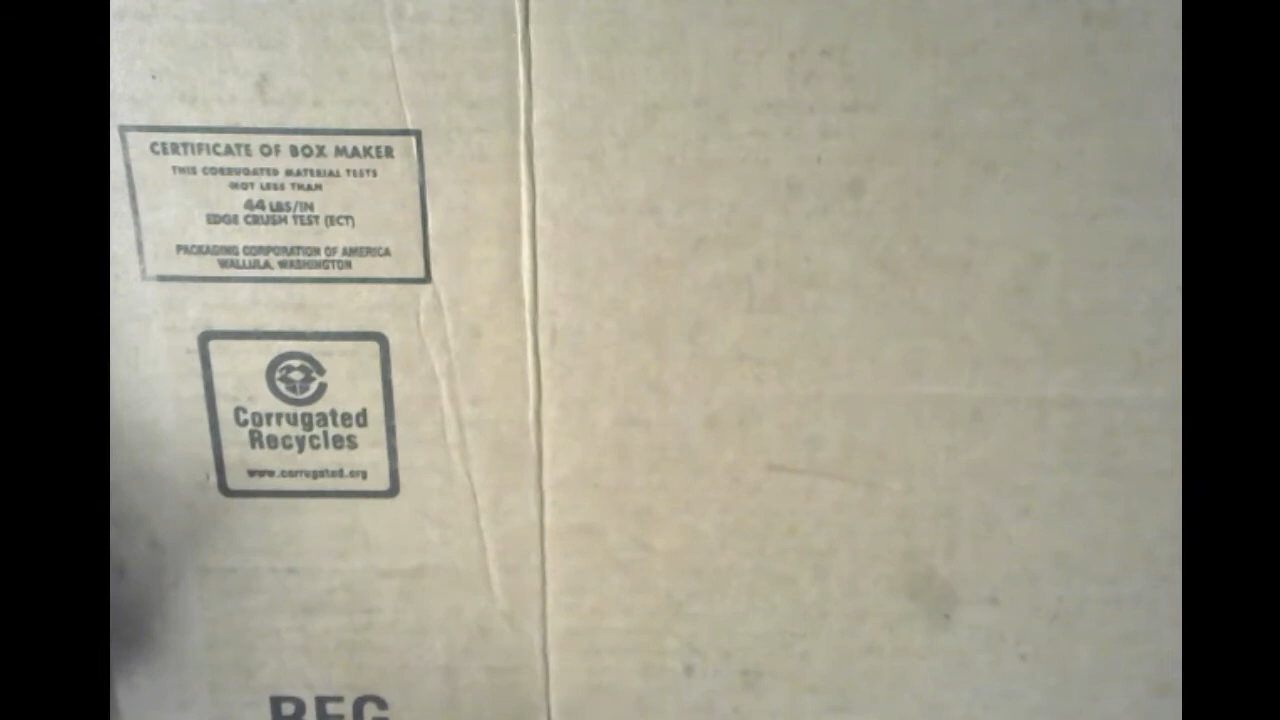 CERTIFICATE OF BOX MAKER
THIS CORRUGATED MATERIAL TESTS
NOT LESS THAN
44 LBS/IN
EDGE CRUSH TEST (ECT)
PACKAGING CORPORATION OF AMERICA
WALLULA, WASHINGTON
Corrugated
Recycles
www.corrugated.org